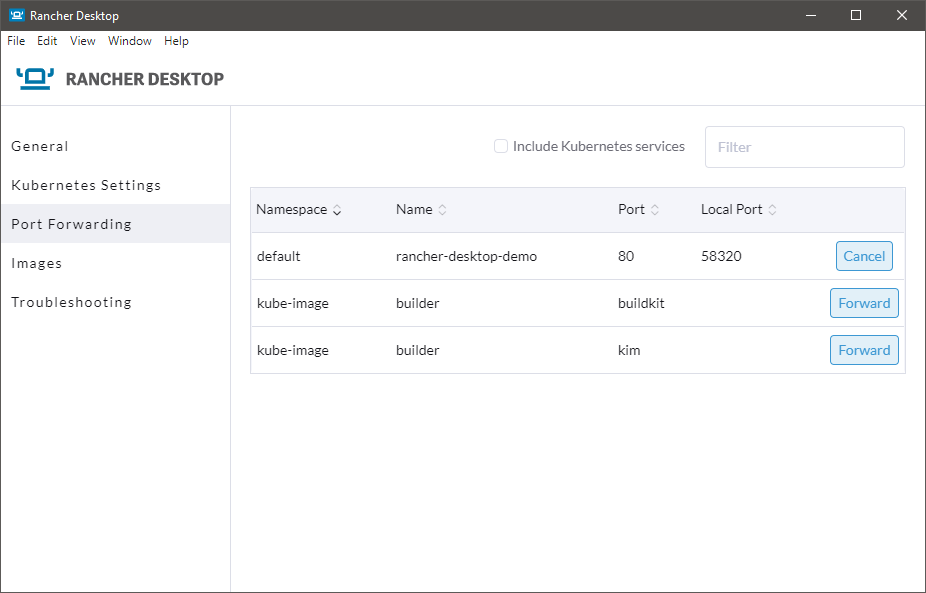 Rancher Desktop
File Edit View Window Help
RANCHER DESKTOP
General
Kubernetes Settings
Port Forwarding
Images
Troubleshooting
Include Kubernetes services Filter
Namespace Name Port Local Port
default rancher-desktop-demo 80 58320 Cancel
kube-image builder buildkit Forward
kube-image builder kim Forward